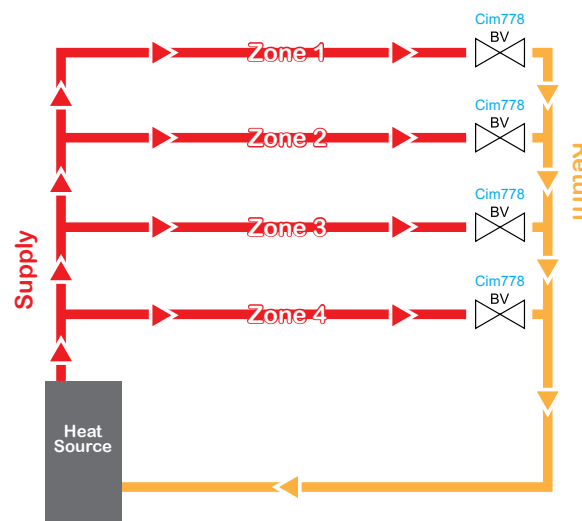 Cim778
BV
Zone 1
Cim778
BV
Zone 2
Return
Cim778
BV
Zone 3
Supply
Cim778
BV
Zone 4
Heat
Source